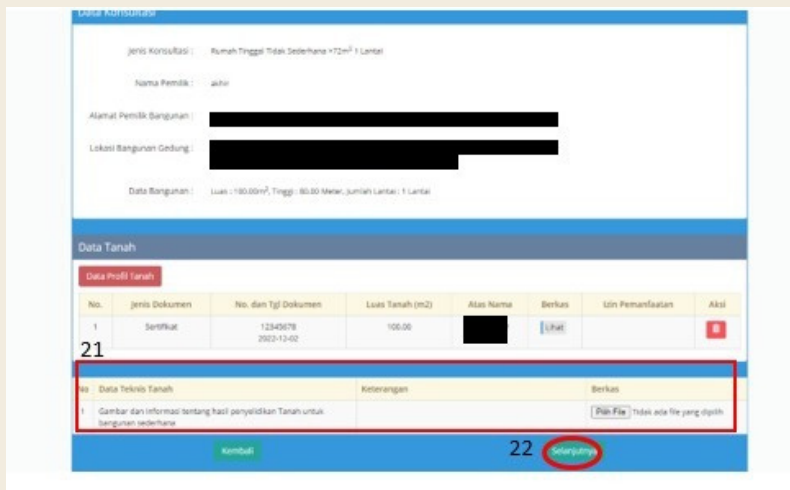 Data Konsultasi
Jenis Konsultasi : Rumah Tinggal Tidak Sederhana >72m² 1 Lantai
Nama Pemilik : akhir
Alamat Pemilik Bangunan :
Lokasi Bangunan Gedung :
Data Bangunan : Luas : 100.00m², Tinggi : 80.00 Meter, Jumlah Lantai : 1 Lantai
Data Tanah
Data Profil Tanah
No. Jenis Dokumen No. dan Tgl Dokumen Luas Tanah (m2) Atas Nama Berkas Izin Pemanfaatan Aksi
1 Sertifikat 12345678 100.00 Lihat
2022-12-02
21
No Data Teknis Tanah Keterangan Berkas
1 Gambar dan informasi tentang hasil penyelidikan Tanah untuk Pilih File Tidak ada file yang dipilih
bangunan sederhana
Kembali 22 Selanjutnya